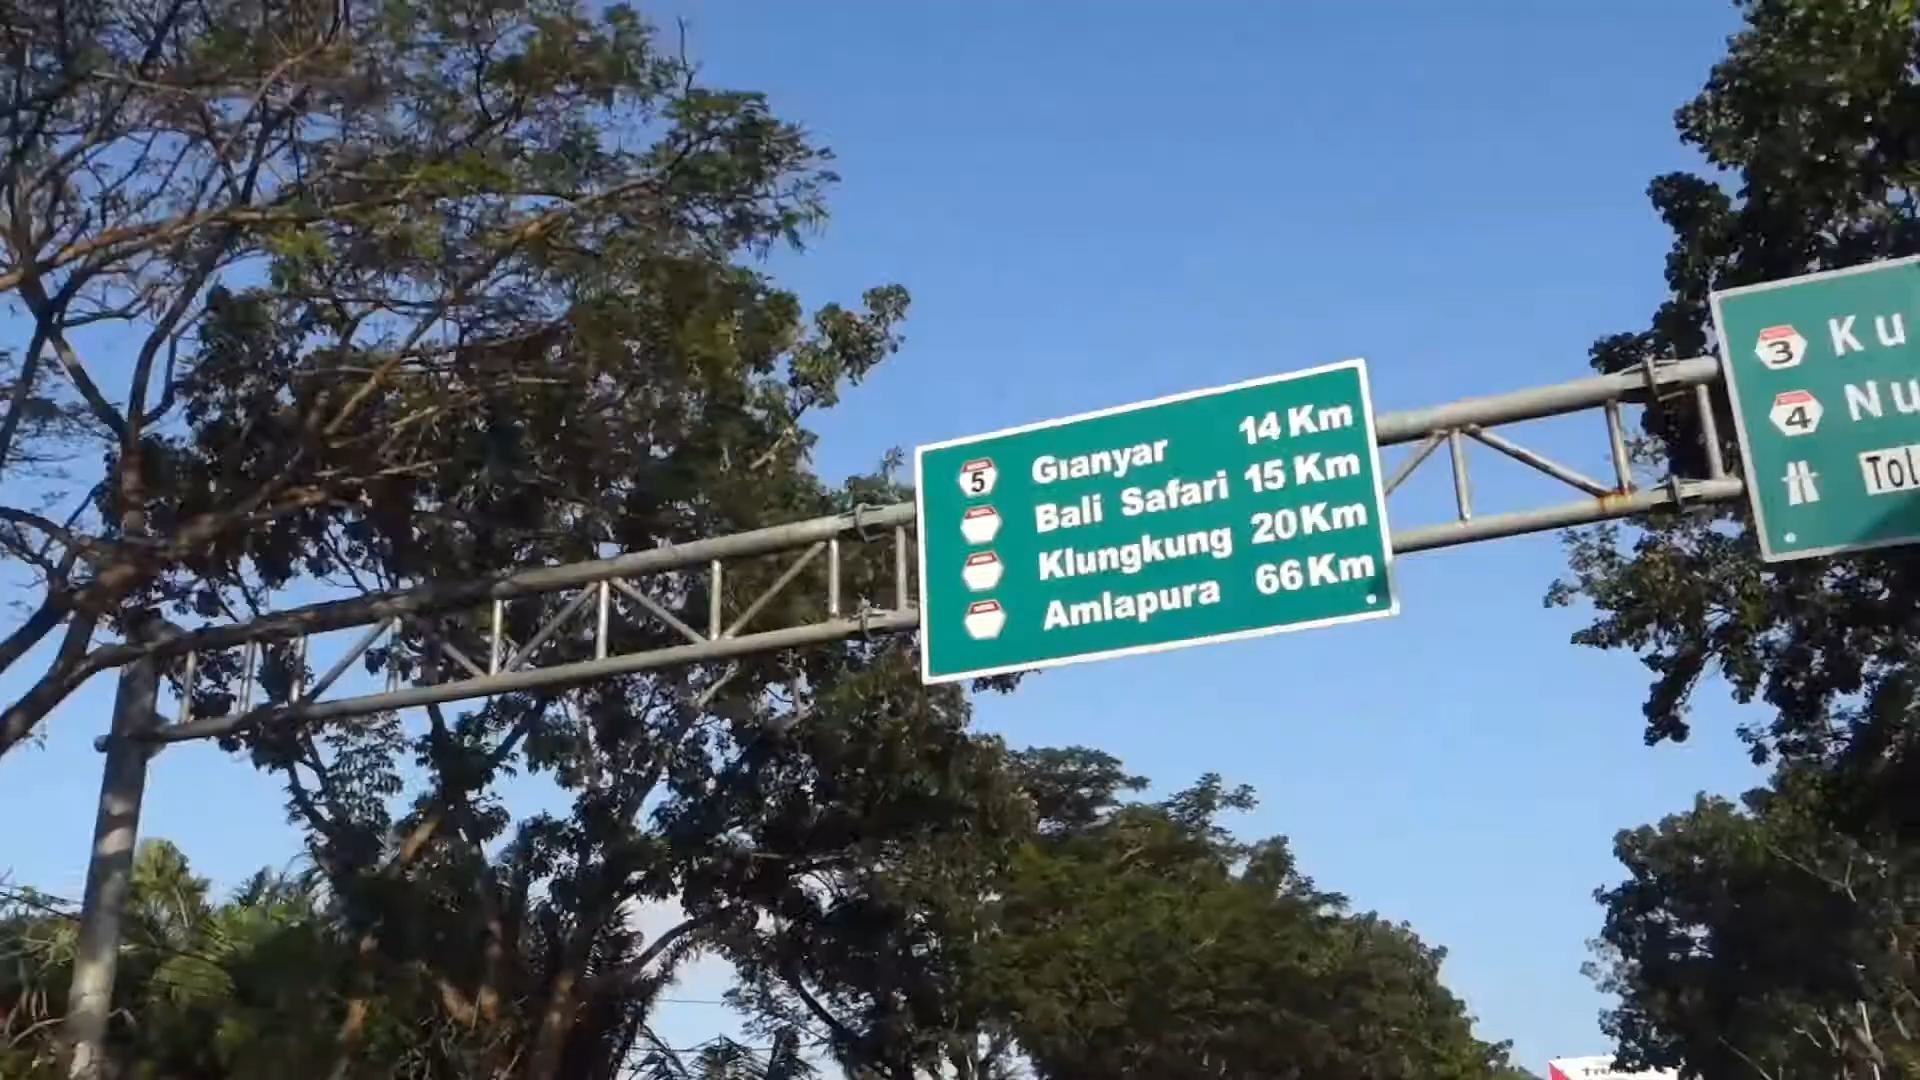 5 Gianyar 14 Km
Bali Safari 15 Km
Klungkung 20 Km
Amlapura 66 Km
3 Ku
4 Nu
Tol